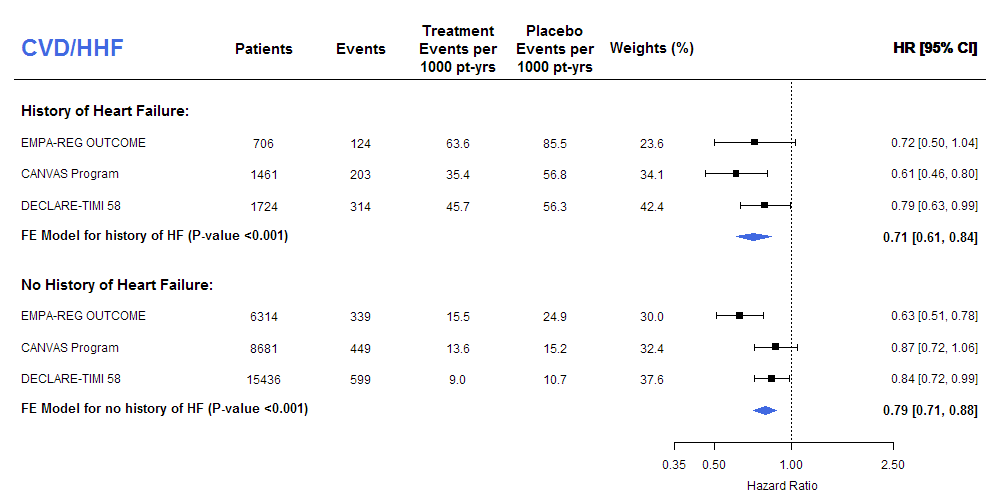 CVD/HHF Patients Events Treatment Events per 1000 pt-yrs Placebo Events per 1000 pt-yrs Weights (%) HR [95% CI]
History of Heart Failure:
EMPA-REG OUTCOME 706 124 63.6 85.5 23.6 0.72 [0.50, 1.04]
CANVAS Program 1461 203 35.4 56.8 34.1 0.61 [0.46, 0.80]
DECLARE-TIMI 58 1724 314 45.7 56.3 42.4 0.79 [0.63, 0.99]
FE Model for history of HF (P-value <0.001) 0.71 [0.61, 0.84]
No History of Heart Failure:
EMPA-REG OUTCOME 6314 339 15.5 24.9 30.0 0.63 [0.51, 0.78]
CANVAS Program 8681 449 13.6 15.2 32.4 0.87 [0.72, 1.06]
DECLARE-TIMI 58 15436 599 9.0 10.7 37.6 0.84 [0.72, 0.99]
FE Model for no history of HF (P-value <0.001) 0.79 [0.71, 0.88]
0.35 0.50 1.00 2.50
Hazard Ratio